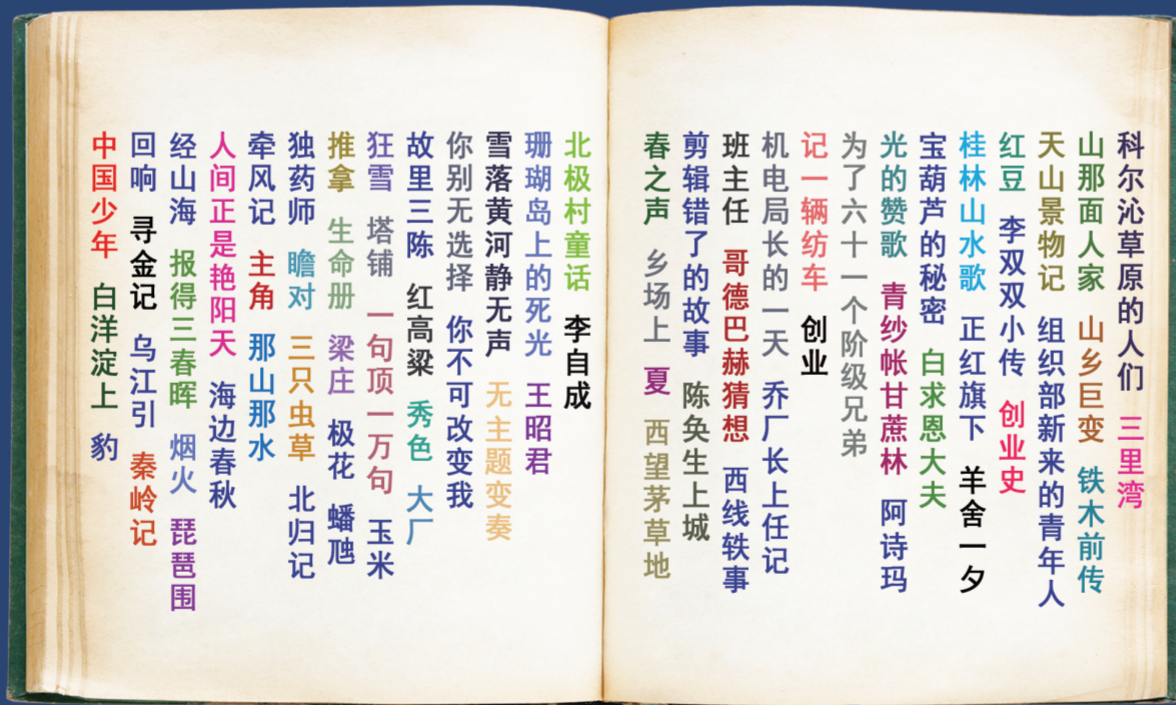 科尔沁草原的人们 三里湾
山那面人家 山乡巨变 铁木前传
天山景物记 组织部新来的青年人
红豆 李双双小传 创业史
桂林山水歌 正红旗下 羊舍一夕
宝葫芦的秘密 白求恩大夫
光的赞歌 青纱帐甘蔗林 阿诗玛
为了六十一个阶级兄弟
记一辆纺车 创业
机电局长的一天 乔厂长上任记
班主任 哥德巴赫猜想 西线轶事
剪辑错了的故事 陈奂生上城
春之声 乡场上 夏 西望茅草地
北极村童话 李自成
珊瑚岛上的死光 王昭君
雪落黄河静无声 无主题变奏
你别无选择 你不可改变我
故里三陈 红高粱 秀色 大厂
狂雪 塔铺 一句顶一万句 玉米
推拿 生命册 梁庄 极花 蟠虺
独药师 瞻对 三只虫草 北归记
牵风记 主角 那山那水
人间正是艳阳天 海边春秋
经山海 报得三春晖 烟火 琵琶围
回响 寻金记 乌江引 秦岭记
中国少年 白洋淀上 豹